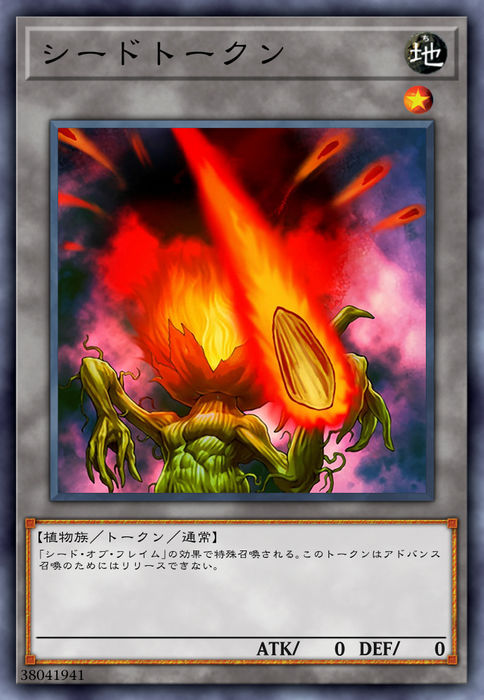 シードトークン
ち
地
【植物族／トークン／通常】
「シード・オブ・フレイム」の効果で特殊召喚される。このトークンはアドバンス
召喚のためにはリリースできない。
ATK/ 0 DEF/ 0
38041941